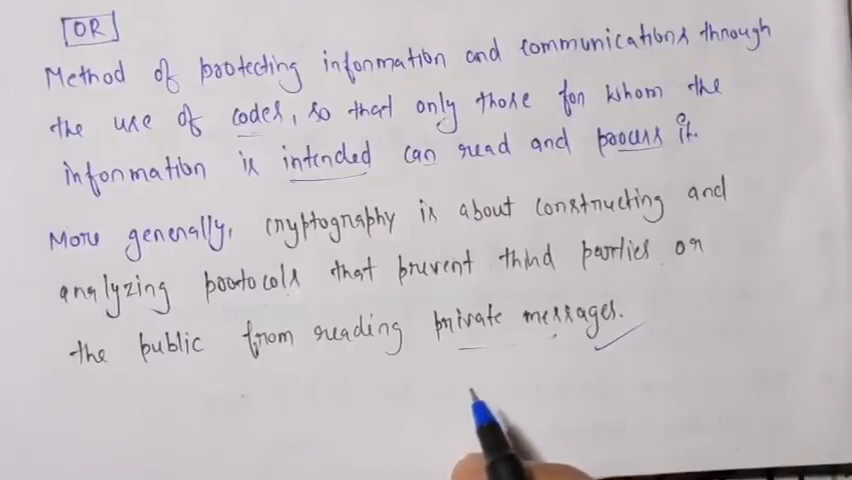 OR
Method of protecting information and communications through
the use of codes, so that only those for whom the
information is intended can read and process it.
More generally, cryptography is about constructing and
analyzing protocols that prevent third parties or
the public from reading private messages.